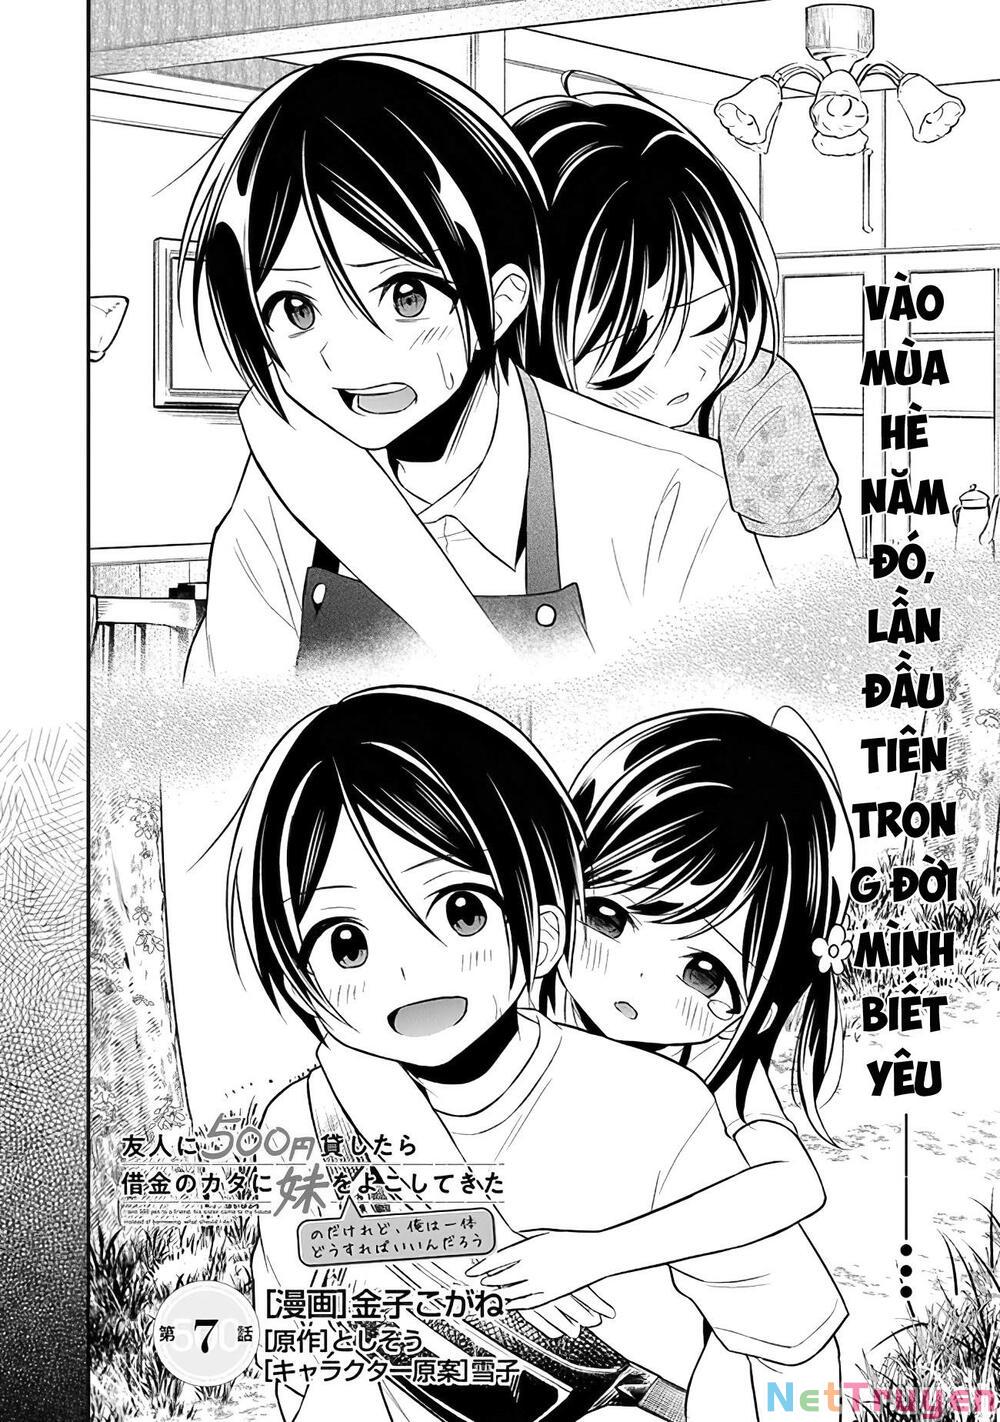 VÀO
MÙA
HÈ
NĂM
ĐÓ,
LẦN
ĐẦU
TIÊN
TRON
G ĐỜI
MÌNH
BIẾT
YÊU
友人に500円貸したら
借金のカタに妹をよこしてきた
のだけれど、俺は一体
どうすればいいんだろう
第7話
[漫画]金子こがね
[原作]としぞう
[キャラクター原案]雪子
NetTruyen